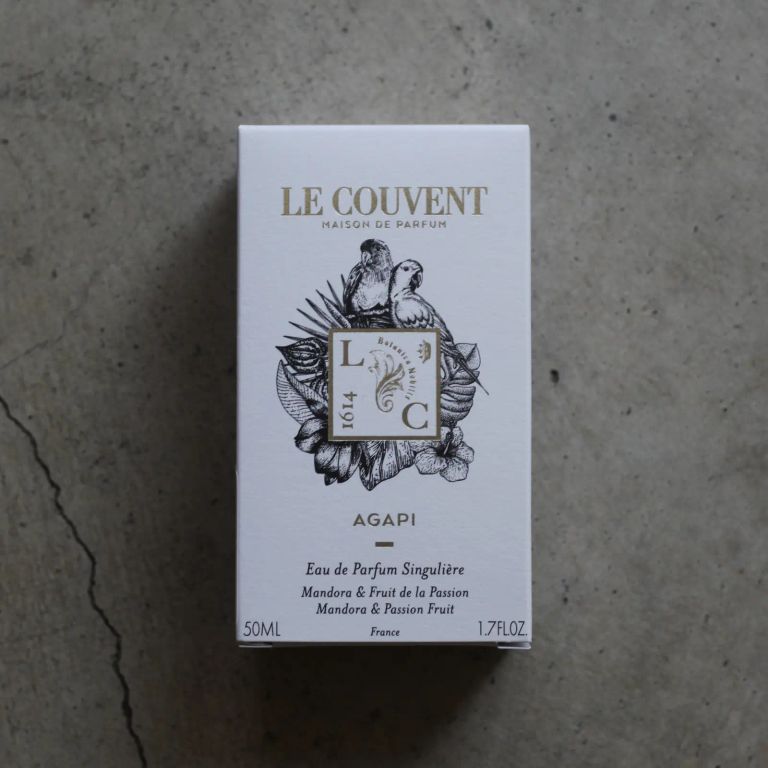 LE COUVENT
MAISON DE PARFUM
L
Botanica Nobilis
1614
C
AGAPI
Eau de Parfum Singulière
Mandora & Fruit de la Passion
Mandora & Passion Fruit
50ML
France
1.7FL.OZ.